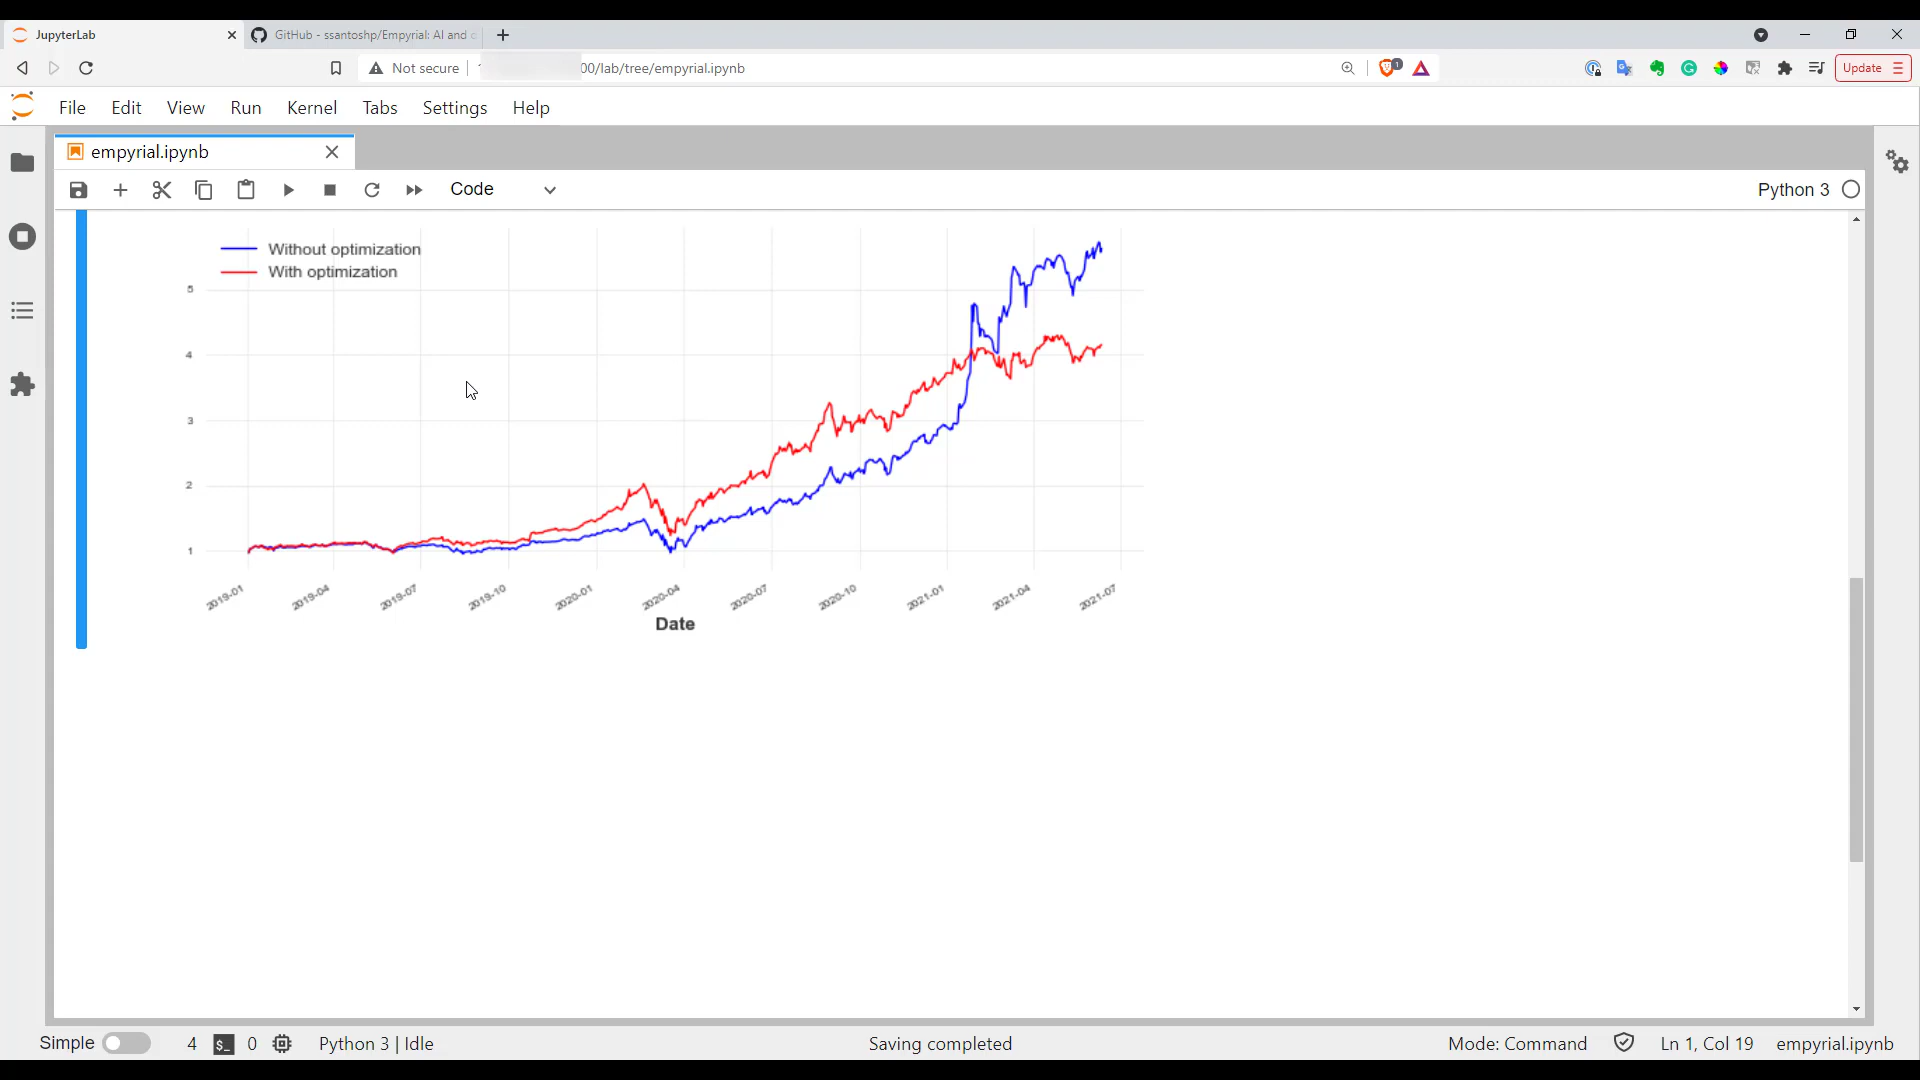 JupyterLab
GitHub - ssantoshp/Empyrial: AI and
Not secure
00/lab/tree/empyrial.ipynb
Update
File Edit View Run Kernel Tabs Settings Help
empyrial.ipynb
Code
Python 3
Without optimization
With optimization
5
4
3
2
1
2019-01 2019-04 2019-07 2019-10 2020-01 2020-04 2020-07 2020-10 2021-01 2021-04 2021-07
Date
Simple 4 $_ 0 Python 3 | Idle Saving completed Mode: Command Ln 1, Col 19 empyrial.ipynb